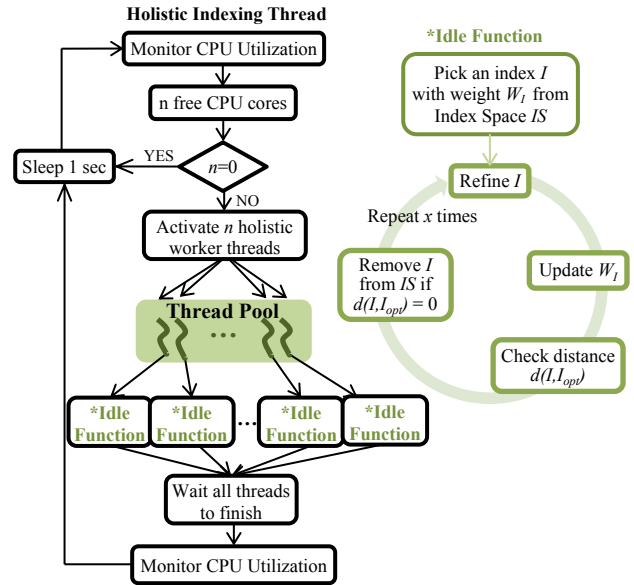 Holistic Indexing Thread
Monitor CPU Utilization
n free CPU cores
YES
n=0
Sleep 1 sec
NO
Activate n holistic
worker threads
Thread Pool
...
*Idle
Function
*Idle
Function
...
*Idle
Function
*Idle
Function
Wait all threads
to finish
Monitor CPU Utilization
*Idle Function
Pick an index I
with weight W_I from
Index Space IS
Refine I
Repeat x times
Update W_I
Check distance
d(I,I_opt)
Remove I
from IS if
d(I,I_opt) = 0